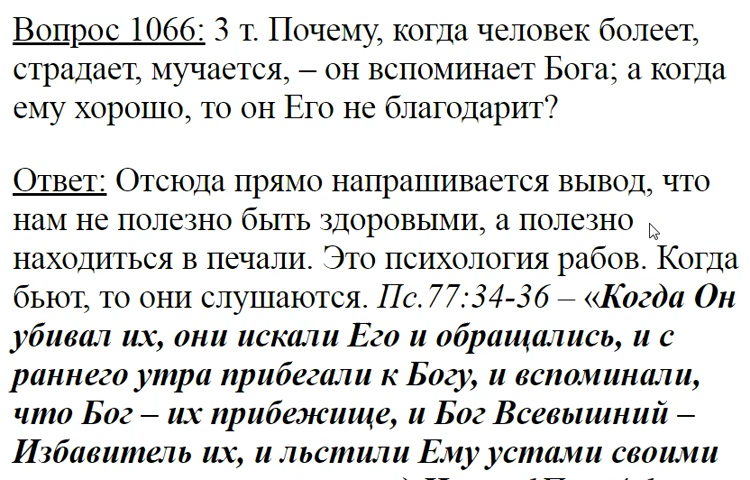 Вопрос 1066: 3 т. Почему, когда человек болеет,
страдает, мучается, – он вспоминает Бога; а когда
ему хорошо, то он Его не благодарит?
Ответ: Отсюда прямо напрашивается вывод, что
нам не полезно быть здоровыми, а полезно
находиться в печали. Это психология рабов. Когда
бьют, то они слушаются. Пс.77:34-36 – «Когда Он
убивал их, они искали Его и обращались, и с
раннего утра прибегали к Богу, и вспоминали,
что Бог – их прибежище, и Бог Всевышний –
Избавитель их, и льстили Ему устами своими